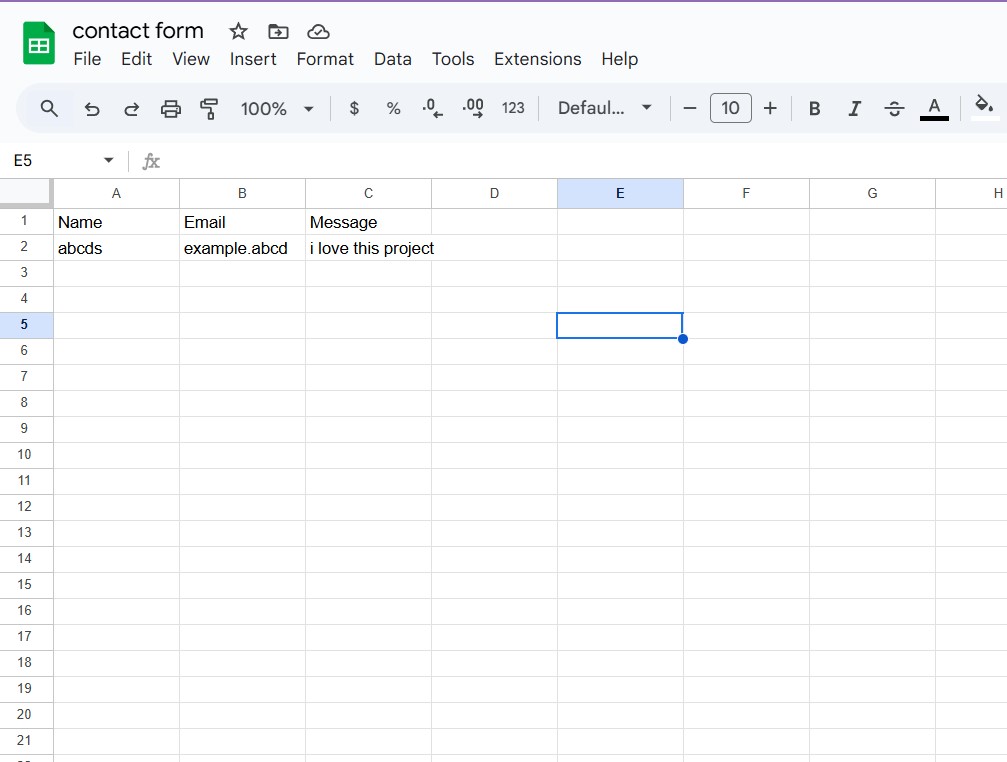 contact form
File Edit View Insert Format Data Tools Extensions Help
100% $ % .0 .00 123 Defaul... 10 B I S A
E5 fx
A B C D E F G H
1 Name Email Message
2 abcds example.abcd i love this project
3
4
5
6
7
8
9
10
11
12
13
14
15
16
17
18
19
20
21